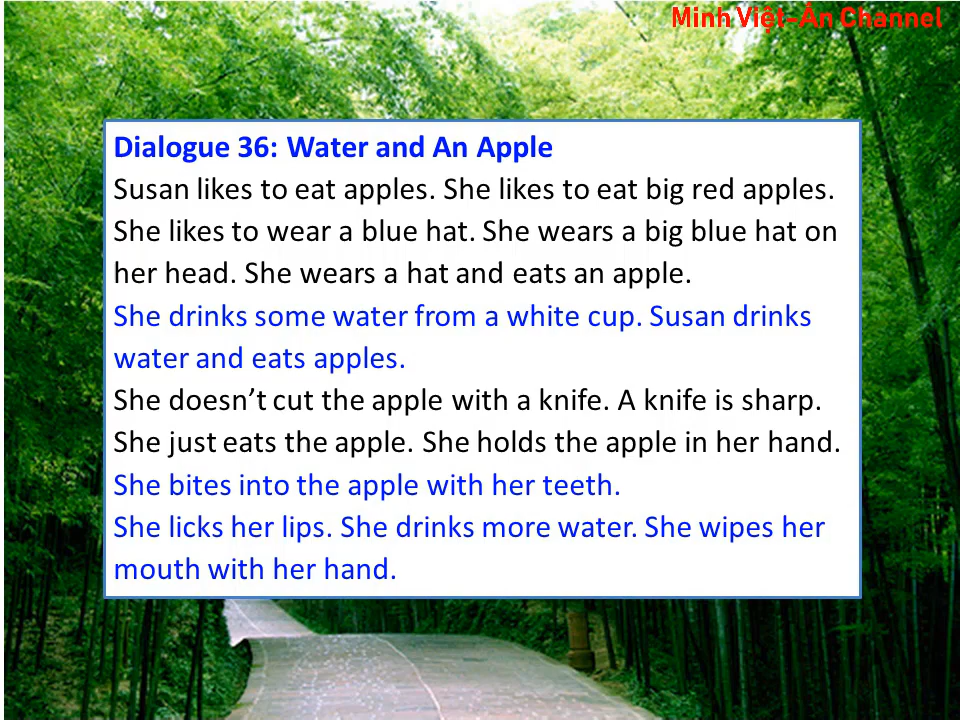 Minh Việt-Ấn Channel
Dialogue 36: Water and An Apple
Susan likes to eat apples. She likes to eat big red apples.
She likes to wear a blue hat. She wears a big blue hat on
her head. She wears a hat and eats an apple.
She drinks some water from a white cup. Susan drinks
water and eats apples.
She doesn’t cut the apple with a knife. A knife is sharp.
She just eats the apple. She holds the apple in her hand.
She bites into the apple with her teeth.
She licks her lips. She drinks more water. She wipes her
mouth with her hand.